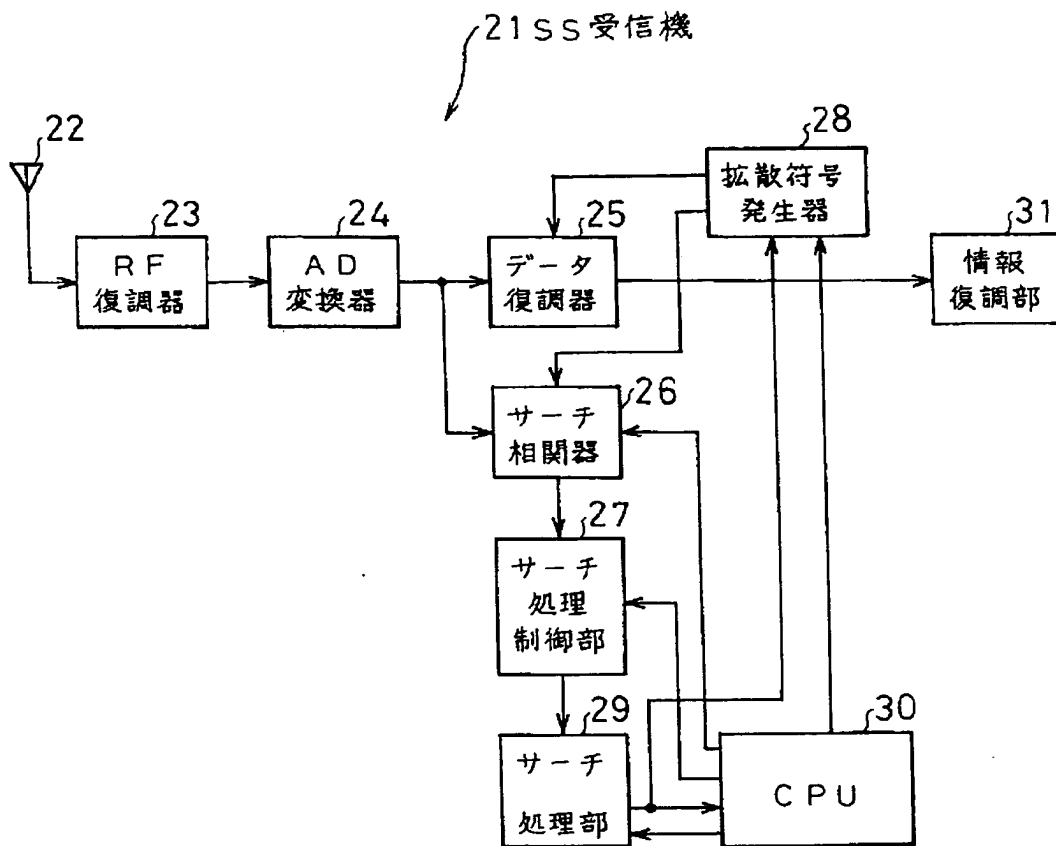 21 SS受信機
22
23
RF
復調器
24
AD
変換器
25
データ
復調器
28
拡散符号
発生器
31
情報
復調部
26
サーチ
相関器
27
サーチ
処理
制御部
29
サーチ
処理部
30
CPU